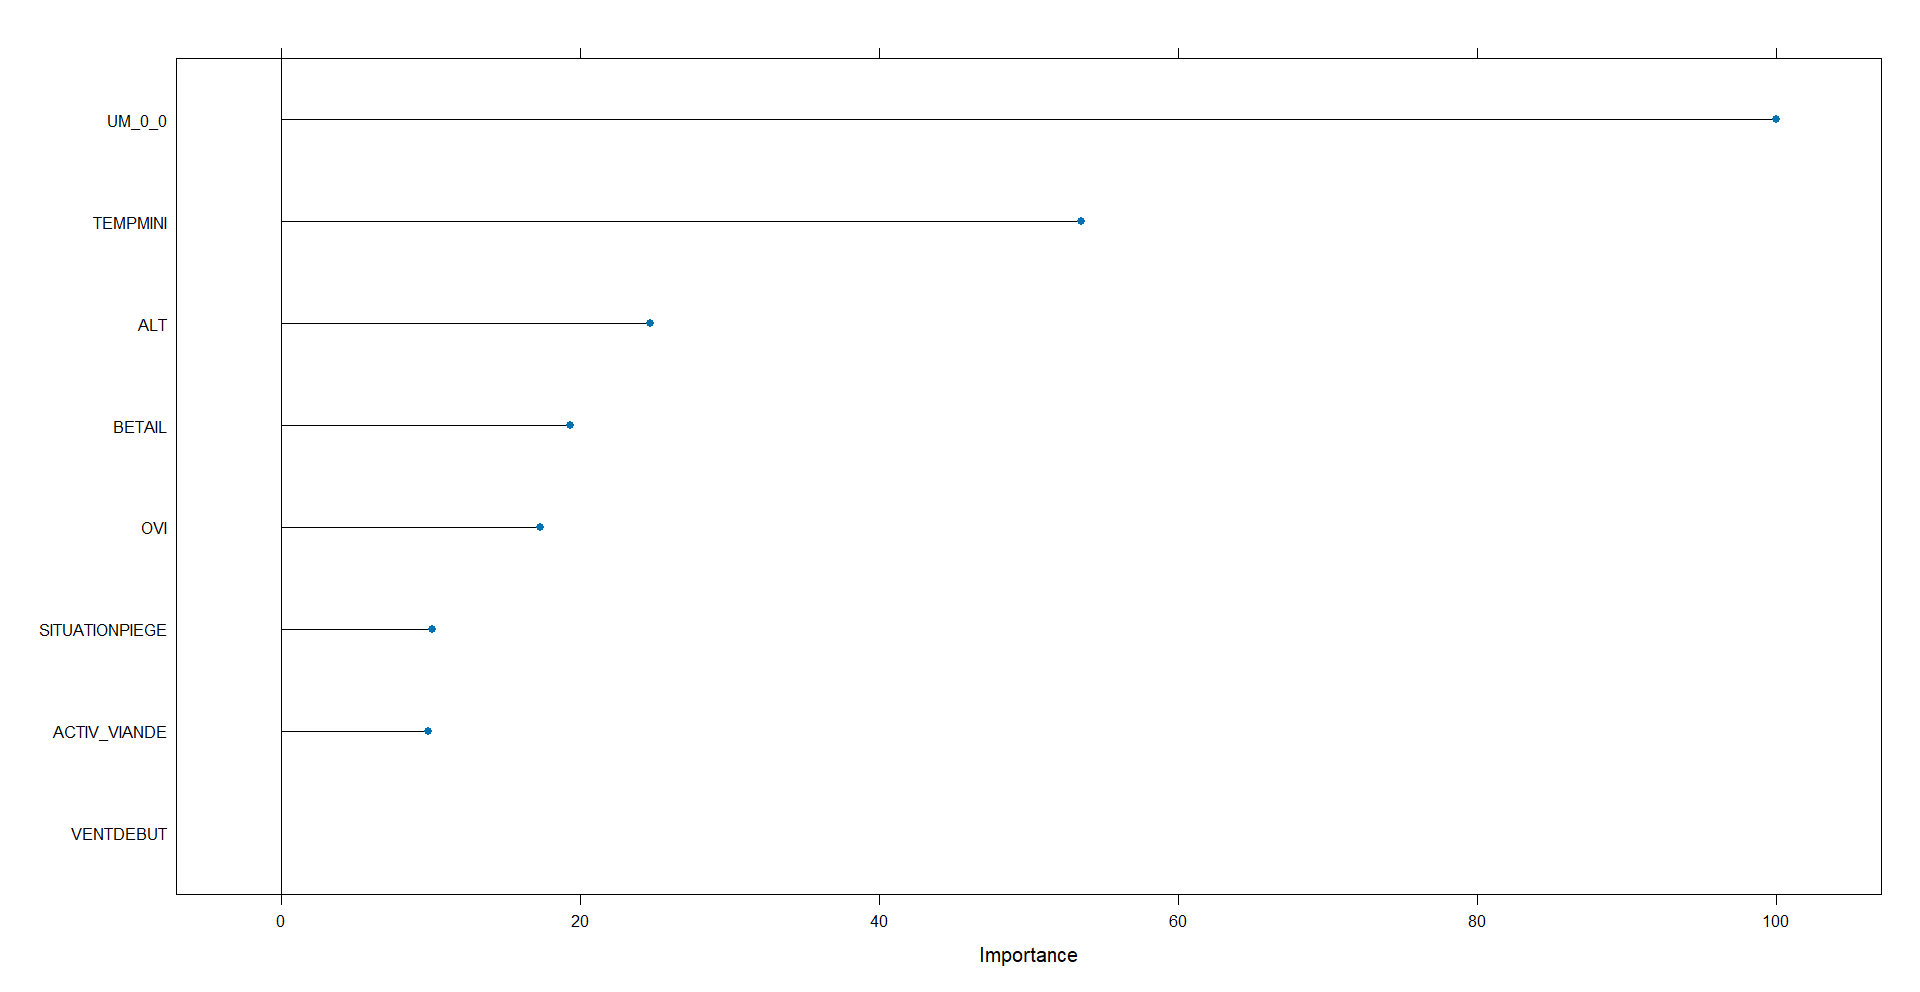 UM_0_0
TEMPMINI
ALT
BETAIL
OVI
SITUATIONPIEGE
ACTIV_VIANDE
VENTDEBUT
0 20 40 60 80 100
Importance